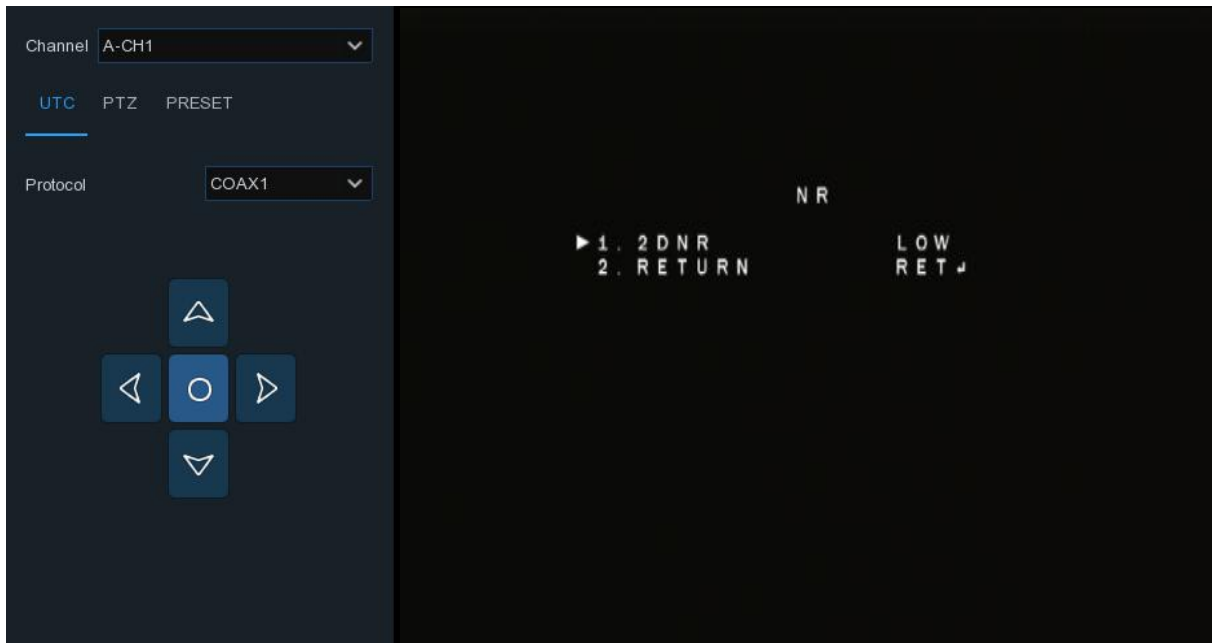 Channel A-CH1
UTC PTZ PRESET
Protocol COAX1
NR
1. 2DNR LOW
2. RETURN RET